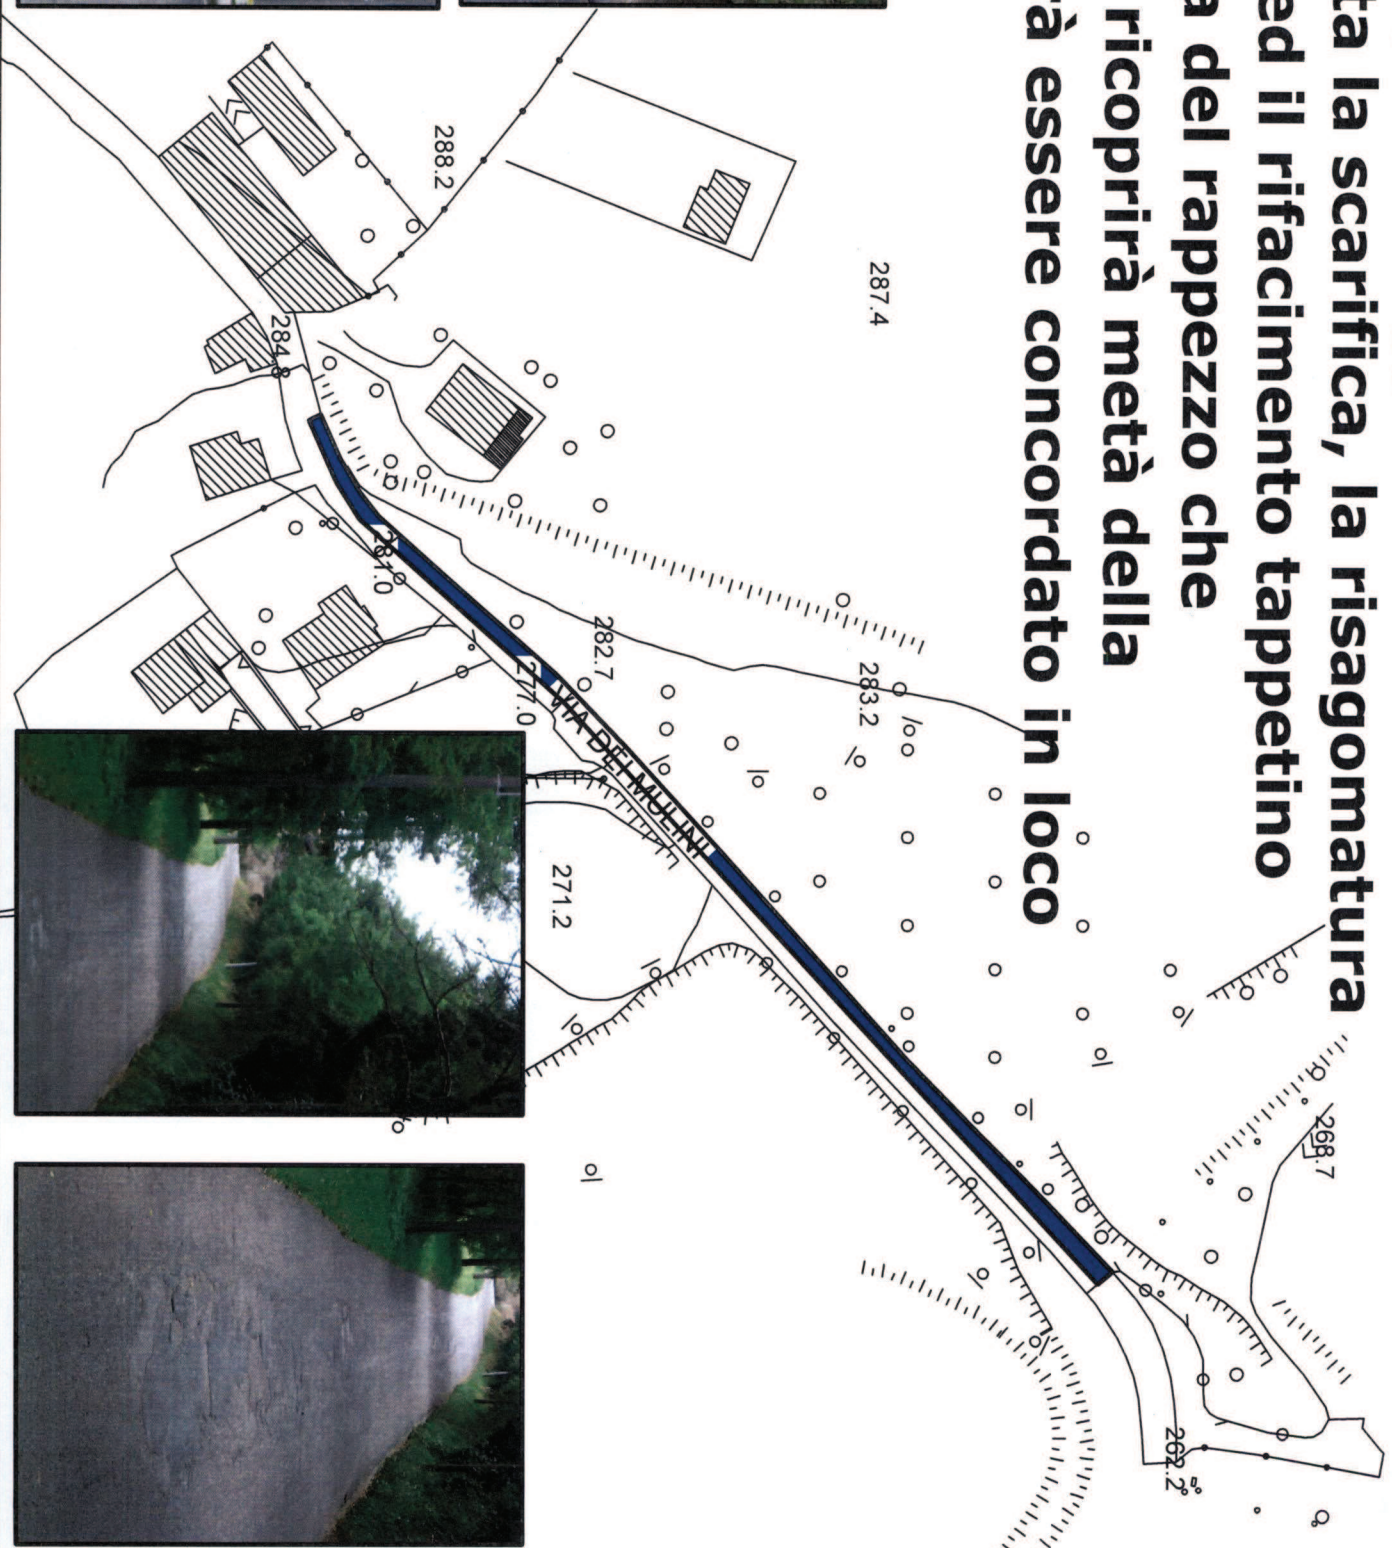 ta la scarifica, la risagomatura
ed il rifacimento tappetino
a del rappezzo che
ricoprirà metà della
rà essere concordato in loco
288.2
287.4
284.
281.0
282.7
277.0
283.2
VIA DEI MULINI
271.2
268.7
262.2